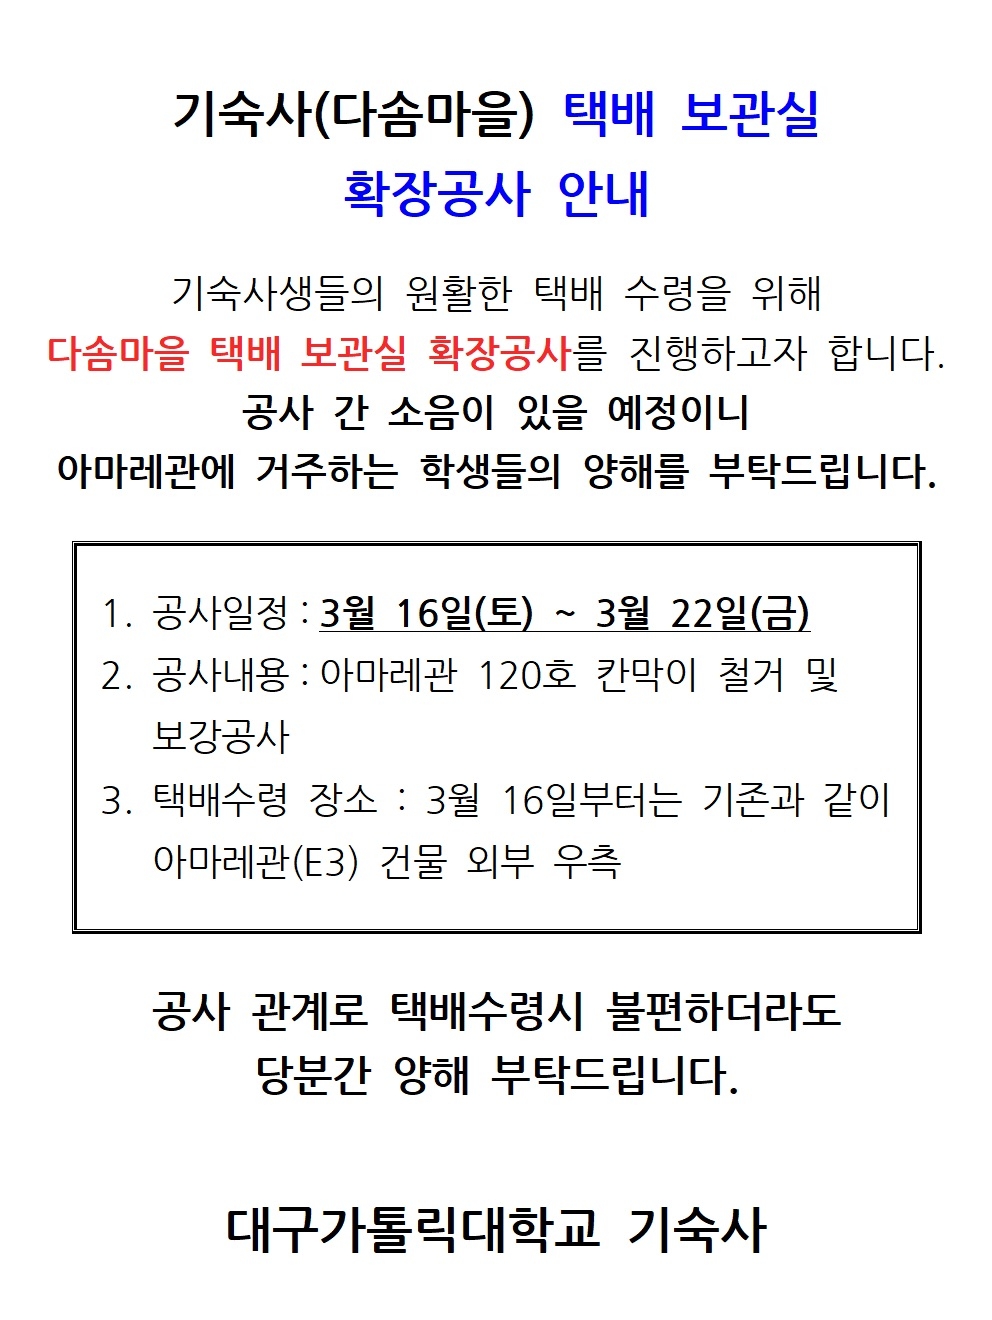 기숙사(다솜마을) 택배 보관실
확장공사 안내
기숙사생들의 원활한 택배 수령을 위해
다솜마을 택배 보관실 확장공사를 진행하고자 합니다.
공사 간 소음이 있을 예정이니
아마레관에 거주하는 학생들의 양해를 부탁드립니다.
1. 공사일정 : 3월 16일(토) ~ 3월 22일(금)
2. 공사내용 : 아마레관 120호 칸막이 철거 및
보강공사
3. 택배수령 장소 : 3월 16일부터는 기존과 같이
아마레관(E3) 건물 외부 우측
공사 관계로 택배수령시 불편하더라도
당분간 양해 부탁드립니다.
대구가톨릭대학교 기숙사